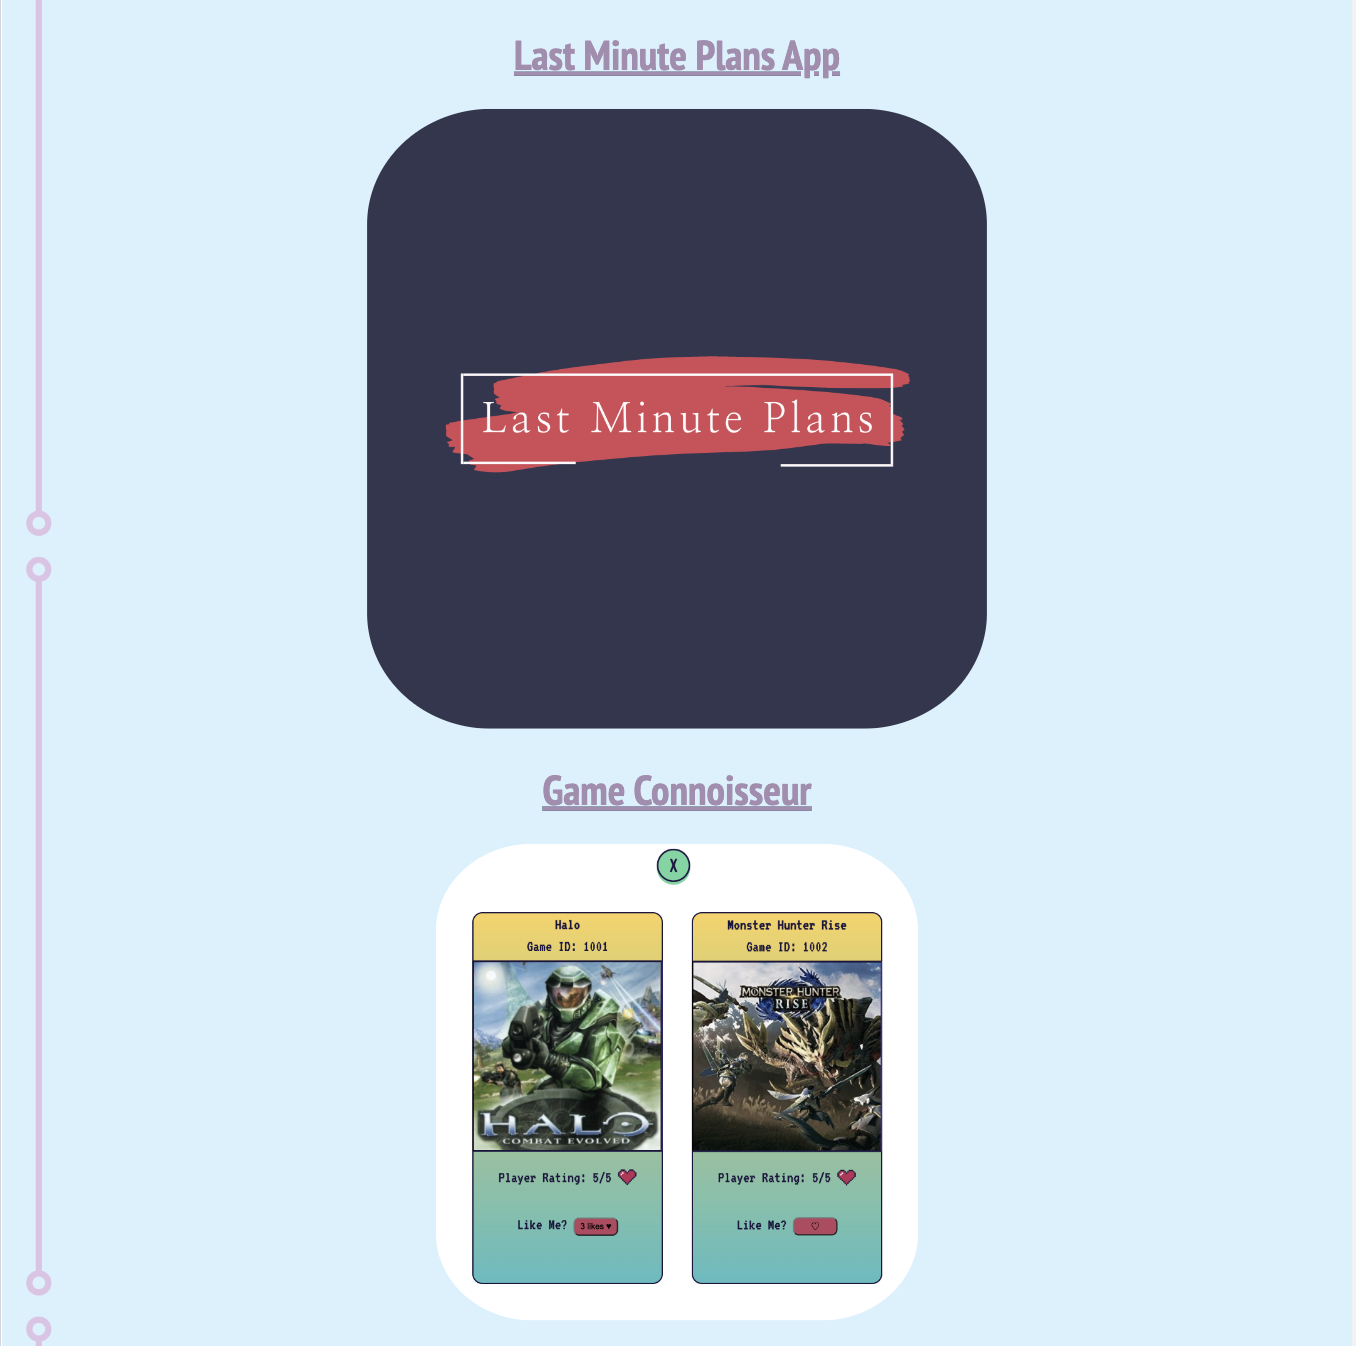 Last Minute Plans App
Last Minute Plans
Game Connoisseur
X
Halo
Game ID: 1001
HALO
COMBAT EVOLVED
Player Rating: 5/5
Like Me? 3 likes ♥
Monster Hunter Rise
Game ID: 1002
MONSTER HUNTER
RISE
Player Rating: 5/5
Like Me? ♡